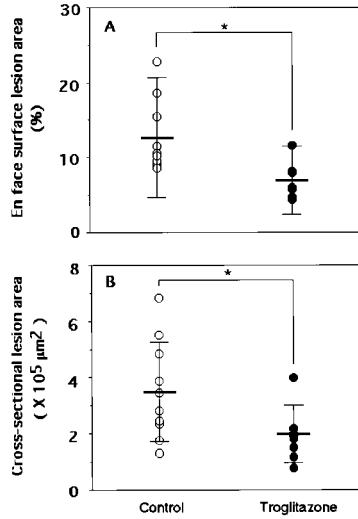 A
*
30
20
10
0
En face surface lesion area
(%)
B
*
8
6
4
2
0
Cross-sectional lesion area
( X 10⁵ μm²)
Control Troglitazone